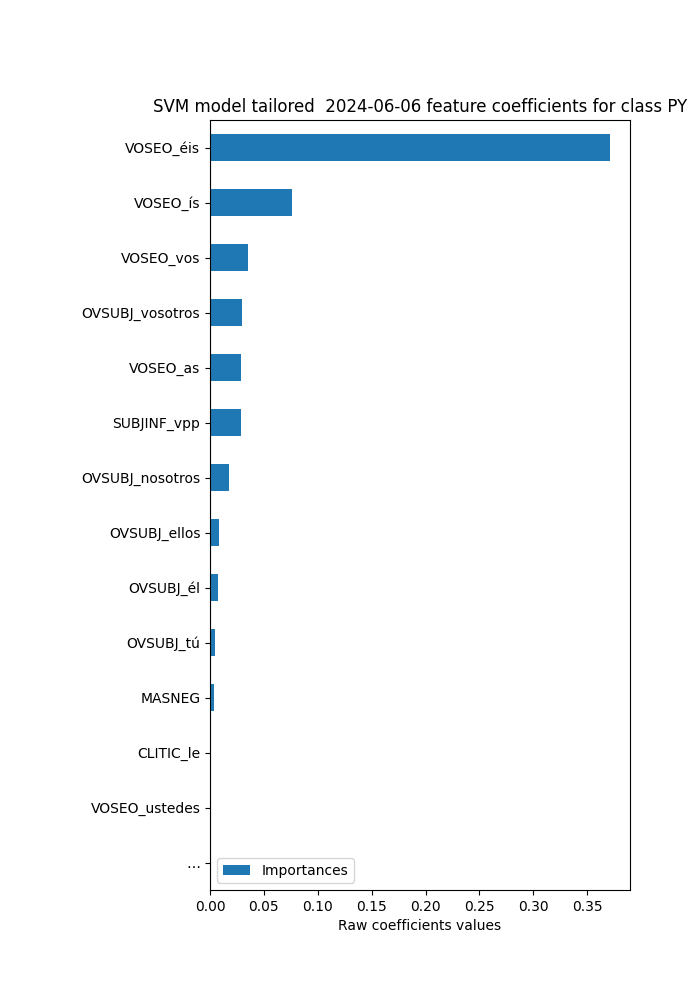 SVM model tailored  2024-06-06 feature coefficients for class PY
VOSEO_éis
VOSEO_ís
VOSEO_vos
OVSUBJ_vosotros
VOSEO_as
SUBJINF_vpp
OVSUBJ_nosotros
OVSUBJ_ellos
OVSUBJ_él
OVSUBJ_tú
MASNEG
CLITIC_le
VOSEO_ustedes
...
Importances
0.00 0.05 0.10 0.15 0.20 0.25 0.30 0.35
Raw coefficients values